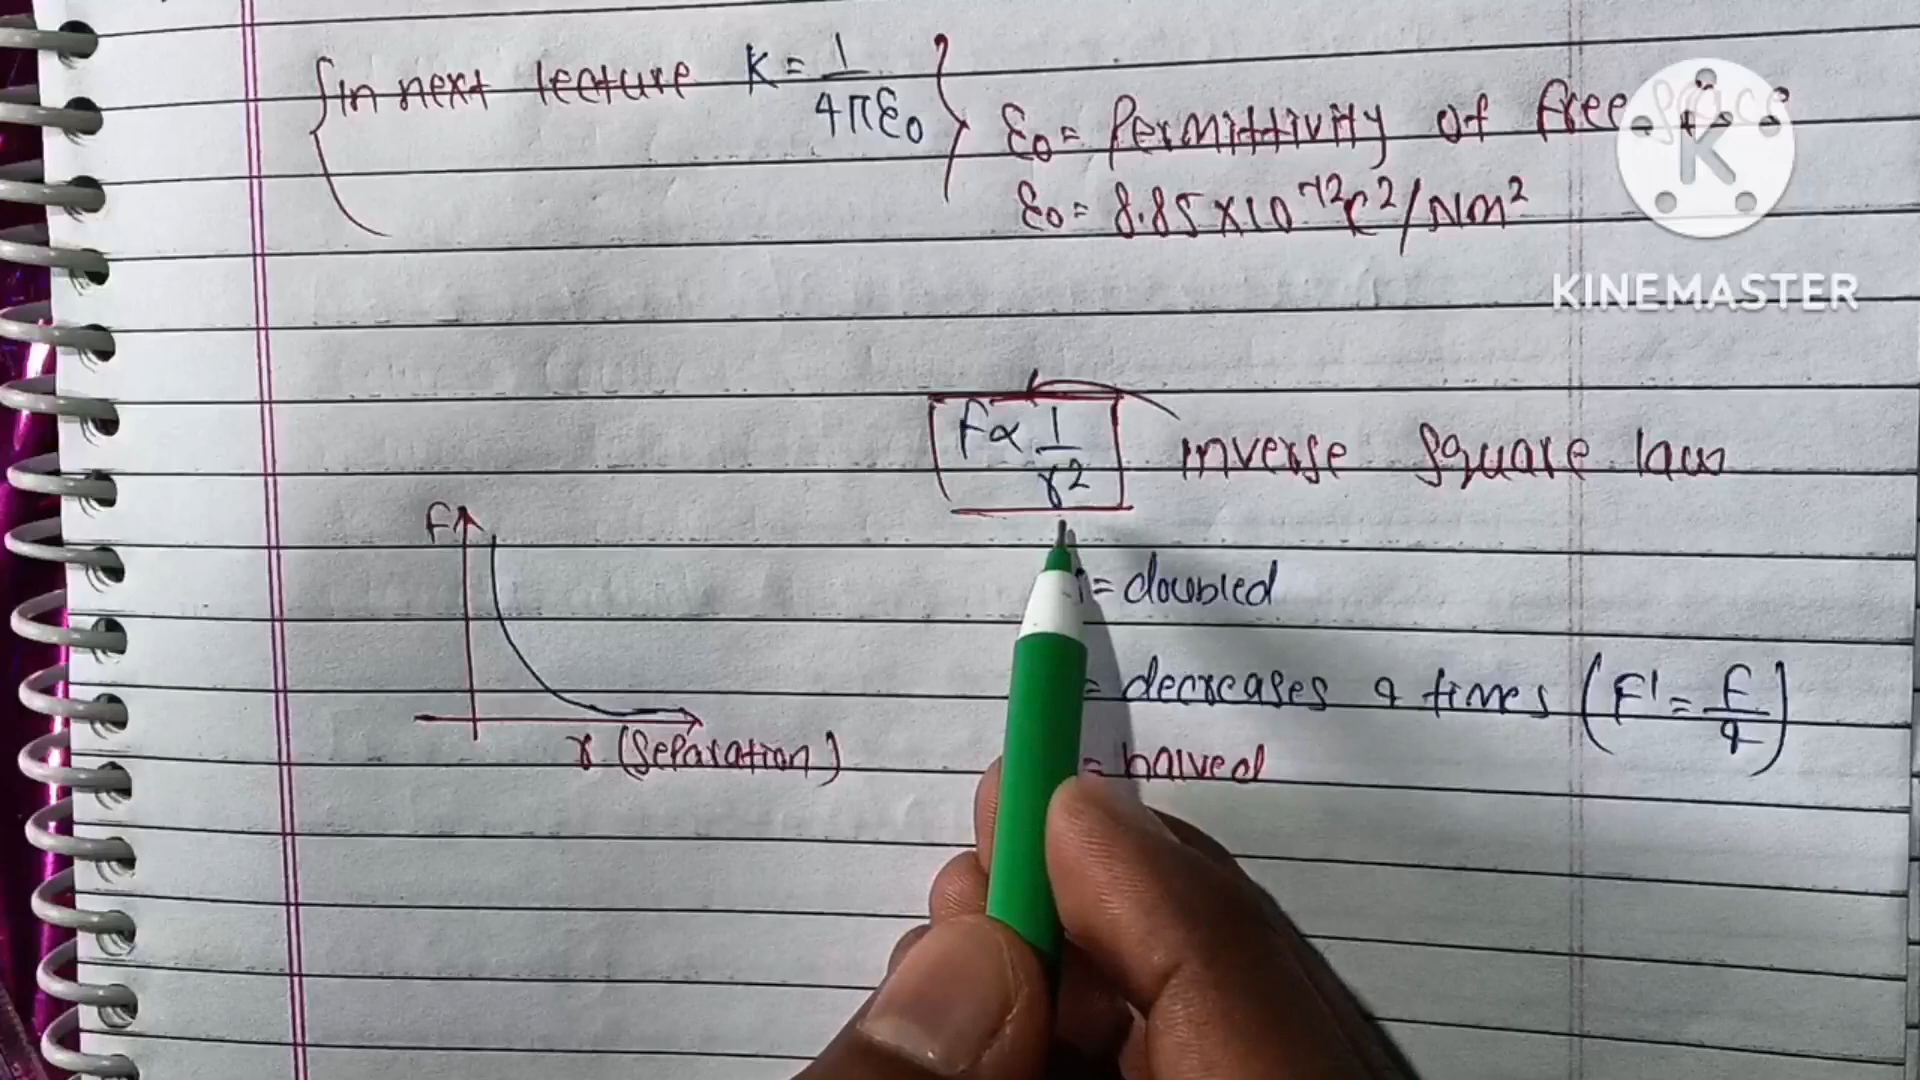 in next lecture K = 1/4πε0
ε0 = Permittivity of free space
ε0 = 8.85 × 10⁻¹² C²/Nm²
KINEMASTER
F ∝ 1/r² inverse square law
F
= doubled
= decreases 4 times (F' = F/4)
r (Separation)
= halved